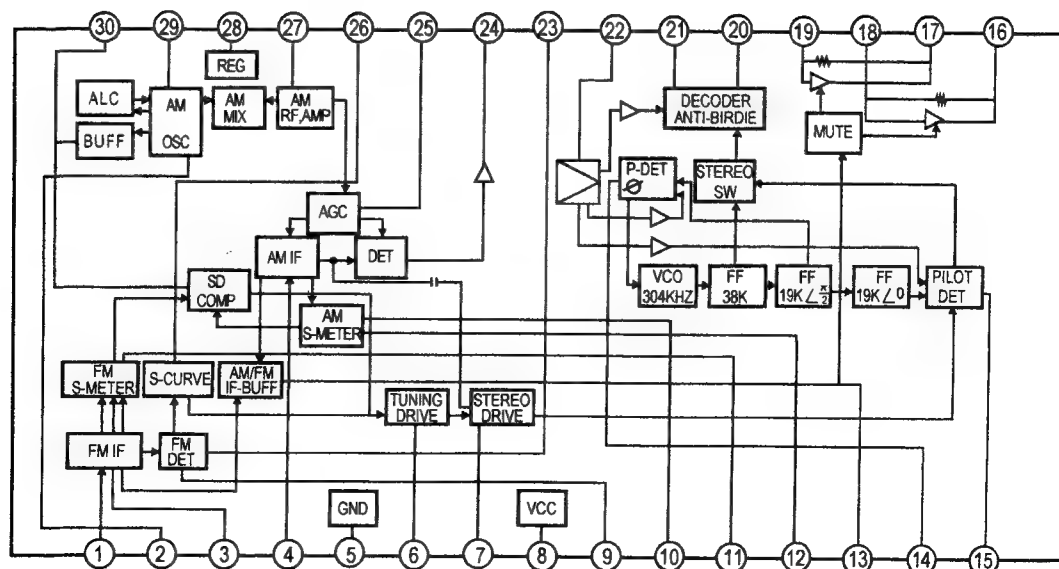 30 29 28 27 26 25 24 23 22 21 20 19 18 17 16
REG
ALC
AM OSC
AM MIX
AM RF,AMP
BUFF
DECODER
ANTI-BIRDIE
MUTE
P-DET
Ø
STEREO
SW
AGC
AM IF
DET
SD
COMP
VCO
304KHZ
FF
38K
FF
19K∠π/2
FF
19K∠0
PILOT
DET
AM
S-METER
FM
S-METER
S-CURVE
AM/FM
IF-BUFF
TUNING
DRIVE
STEREO
DRIVE
FM IF
FM
DET
GND
VCC
1 2 3 4 5 6 7 8 9 10 11 12 13 14 15